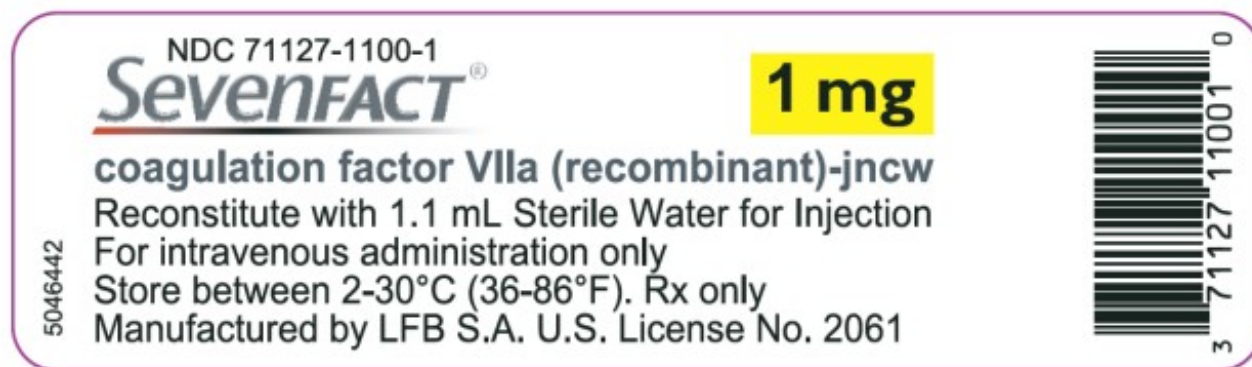 NDC 71127-1100-1
SevenFACT®
1 mg
coagulation factor VIIa (recombinant)-jncw
Reconstitute with 1.1 mL Sterile Water for Injection
For intravenous administration only
Store between 2-30°C (36-86°F). Rx only
Manufactured by LFB S.A. U.S. License No. 2061
5046442
3 71127 11001 0